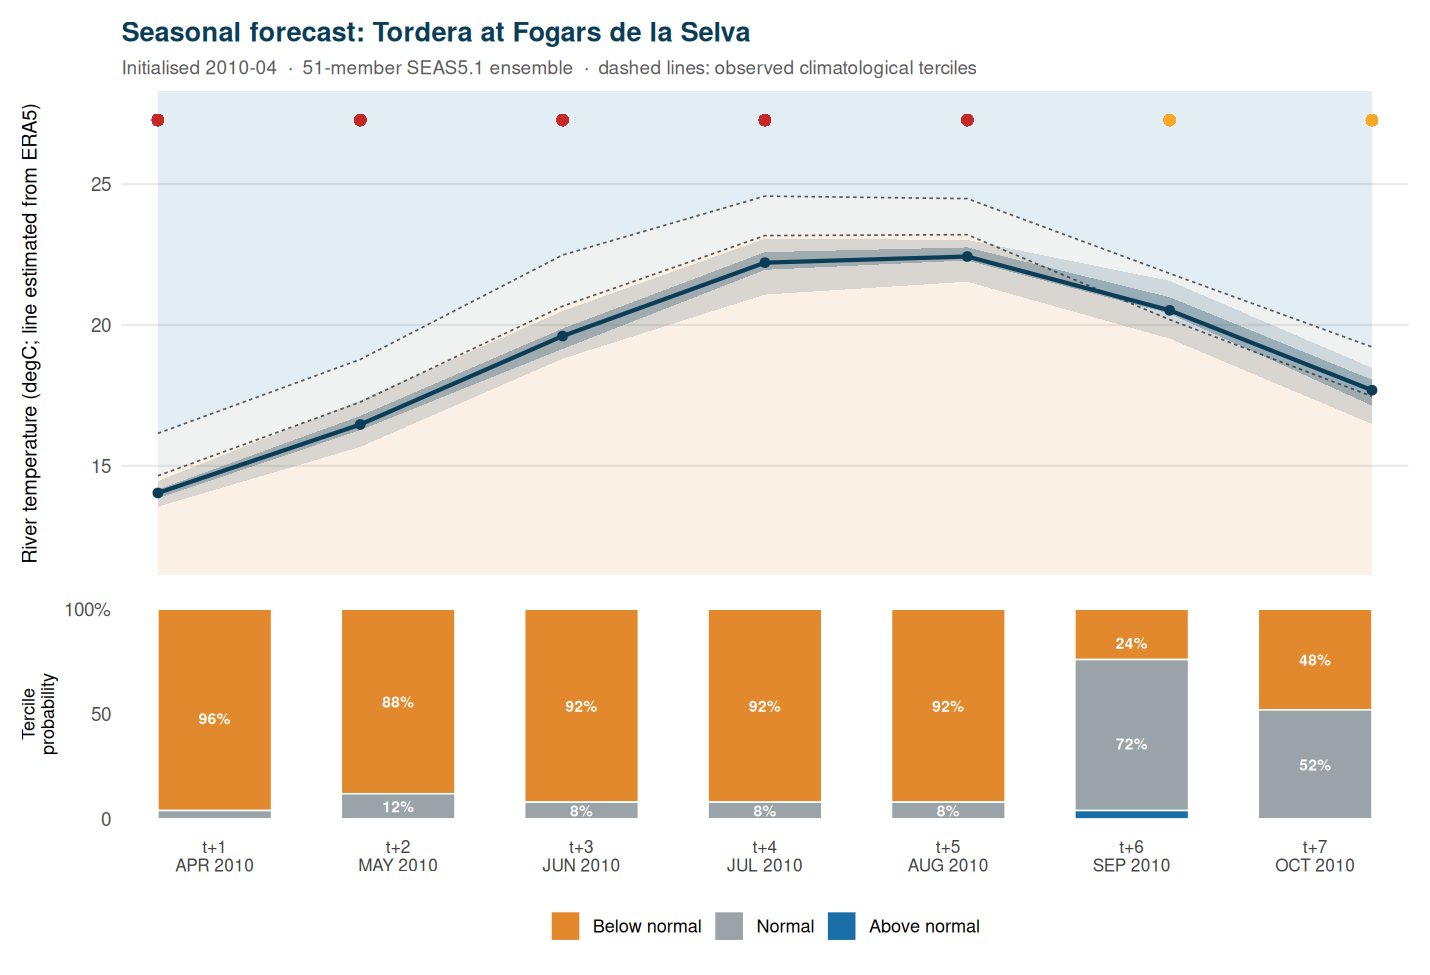 Seasonal forecast: Tordera at Fogars de la Selva
Initialised 2010-04 · 51-member SEAS5.1 ensemble · dashed lines: observed climatological terciles
River temperature (degC; line estimated from ERA5)
25
20
15
Tercile
probability
100%
50
0
96%
88%
12%
92%
8%
92%
8%
92%
8%
24%
72%
48%
52%
t+1
APR 2010
t+2
MAY 2010
t+3
JUN 2010
t+4
JUL 2010
t+5
AUG 2010
t+6
SEP 2010
t+7
OCT 2010
Below normal
Normal
Above normal